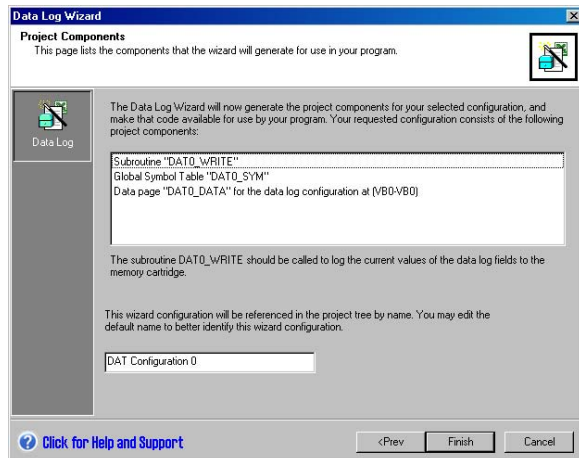 Data Log Wizard
Project Components
This page lists the components that the wizard will generate for use in your program.
Data Log
The Data Log Wizard will now generate the project components for your selected configuration, and
make that code available for use by your program. Your requested configuration consists of the following
project components:
Subroutine "DAT0_WRITE"
Global Symbol Table "DAT0_SYM"
Data page "DAT0_DATA" for the data log configuration at (VB0-VB0)
The subroutine DAT0_WRITE should be called to log the current values of the data log fields to the
memory cartridge.
This wizard configuration will be referenced in the project tree by name. You may edit the
default name to better identify this wizard configuration.
DAT Configuration 0
Click for Help and Support
<Prev
Finish
Cancel